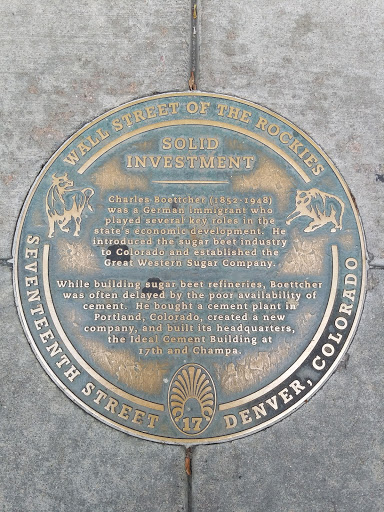 WALL STREET OF THE ROCKIES
SOLID
INVESTMENT
Charles Boettcher (1852-1948)
was a German immigrant who
played several key roles in the
state's economic development. He
introduced the sugar beet industry
to Colorado and established the
Great Western Sugar Company.
While building sugar beet refineries, Boettcher
was often delayed by the poor availability of
cement. He bought a cement plant in
Portland, Colorado, created a new
company, and built its headquarters,
the Ideal Cement Building at
17th and Champa.
SEVENTEENTH STREET
17
DENVER, COLORADO